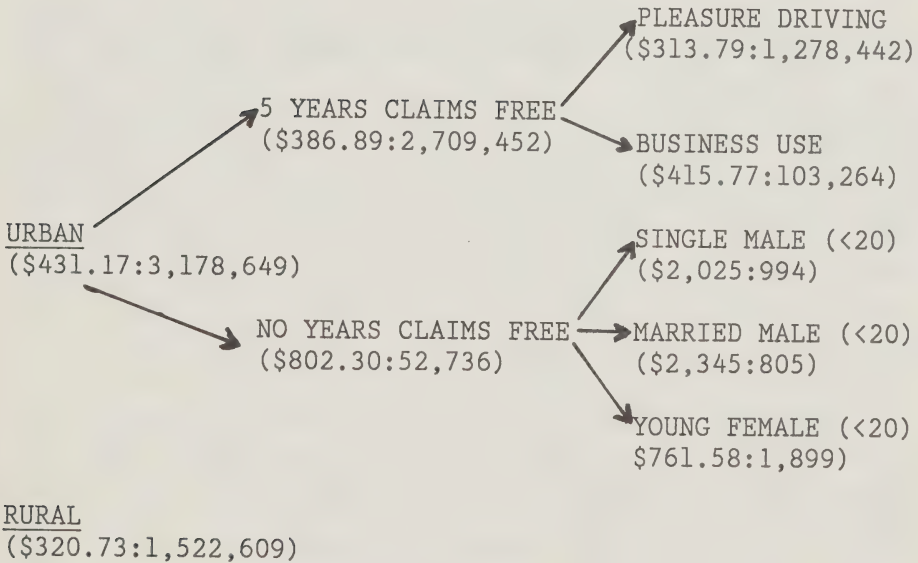 PLEASURE DRIVING
($313.79:1,278,442)
5 YEARS CLAIMS FREE
($386.89:2,709,452)
BUSINESS USE
($415.77:103,264)
URBAN
($431.17:3,178,649)
SINGLE MALE (<20)
($2,025:994)
NO YEARS CLAIMS FREE
($802.30:52,736)
MARRIED MALE (<20)
($2,345:805)
YOUNG FEMALE (<20)
$761.58:1,899)
RURAL
($320.73:1,522,609)